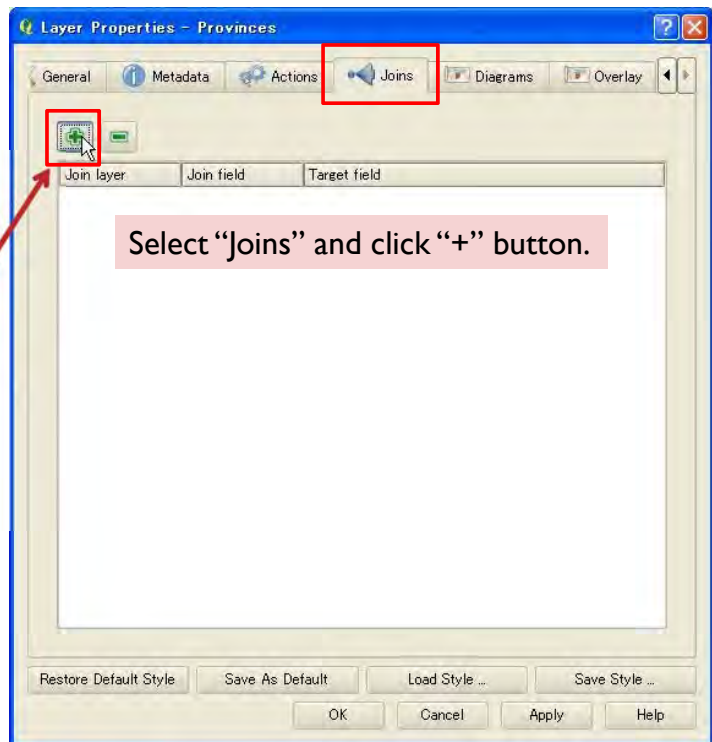 Layer Properties - Provinces
General Metadata Actions Joins Diagrams Overlay
Join layer Join field Target field
Select “Joins” and click “+” button.
Restore Default Style Save As Default Load Style ... Save Style ...
OK Cancel Apply Help